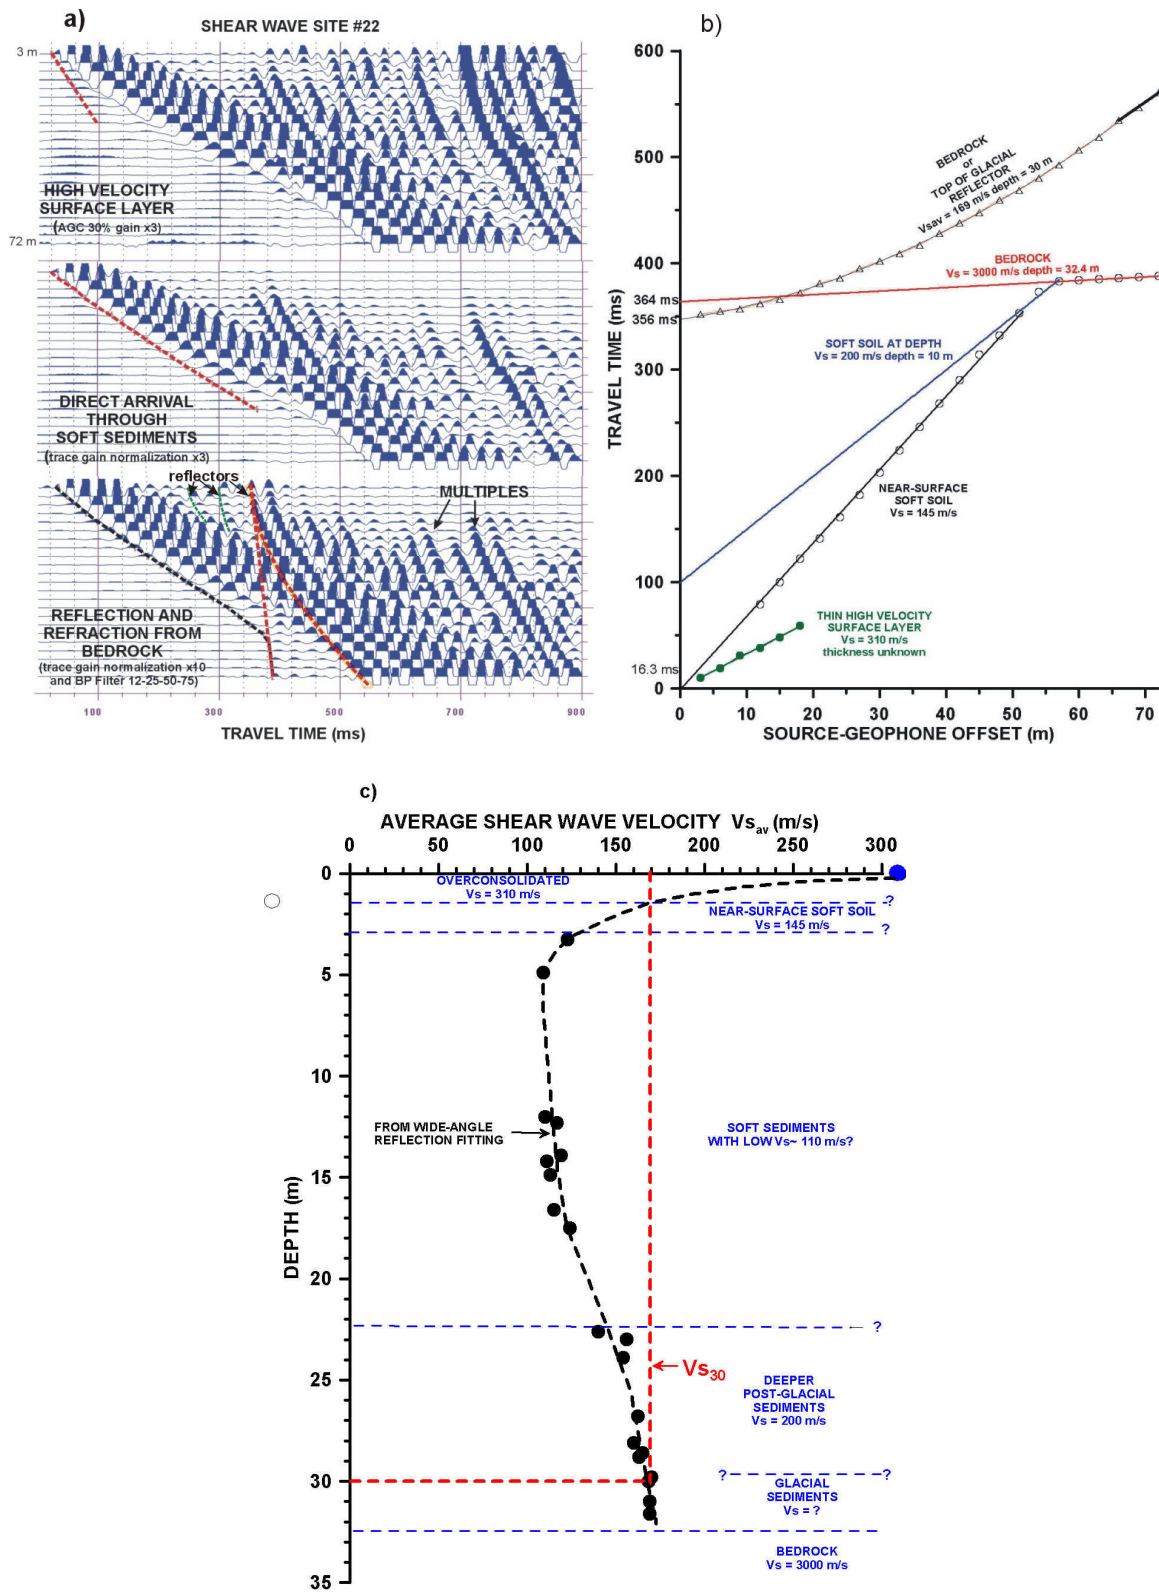 a)
SHEAR WAVE SITE #22
3 m
HIGH VELOCITY
SURFACE LAYER
(AGC 30% gain x3)
72 m
DIRECT ARRIVAL
THROUGH
SOFT SEDIMENTS
(trace gain normalization x3)
reflectors
MULTIPLES
REFLECTION AND
REFRACTION FROM
BEDROCK
(trace gain normalization x10
and BP Filter 12-25-50-75)
100 300 500 700 900
TRAVEL TIME (ms)
b)
600
500
400
300
200
100
0
TRAVEL TIME (ms)
364 ms
356 ms
16.3 ms
BEDROCK
or
TOP OF GLACIAL
REFLECTOR
Vsav = 169 m/s depth = 30 m
BEDROCK
Vs = 3000 m/s depth = 32.4 m
SOFT SOIL AT DEPTH
Vs = 200 m/s depth = 10 m
NEAR-SURFACE
SOFT SOIL
Vs = 145 m/s
THIN HIGH VELOCITY
SURFACE LAYER
Vs = 310 m/s
thickness unknown
0 10 20 30 40 50 60 70
SOURCE-GEOPHONE OFFSET (m)
c)
AVERAGE SHEAR WAVE VELOCITY Vsav (m/s)
0 50 100 150 200 250 300
0
5
10
15
20
25
30
35
DEPTH (m)
OVERCONSOLIDATED
Vs = 310 m/s
?
NEAR-SURFACE SOFT SOIL
Vs = 145 m/s
?
FROM WIDE-ANGLE
REFLECTION FITTING
SOFT SEDIMENTS
WITH LOW Vs~ 110 m/s?
?
Vs30
DEEPER
POST-GLACIAL
SEDIMENTS
Vs = 200 m/s
? ?
GLACIAL
SEDIMENTS
Vs = ?
BEDROCK
Vs = 3000 m/s